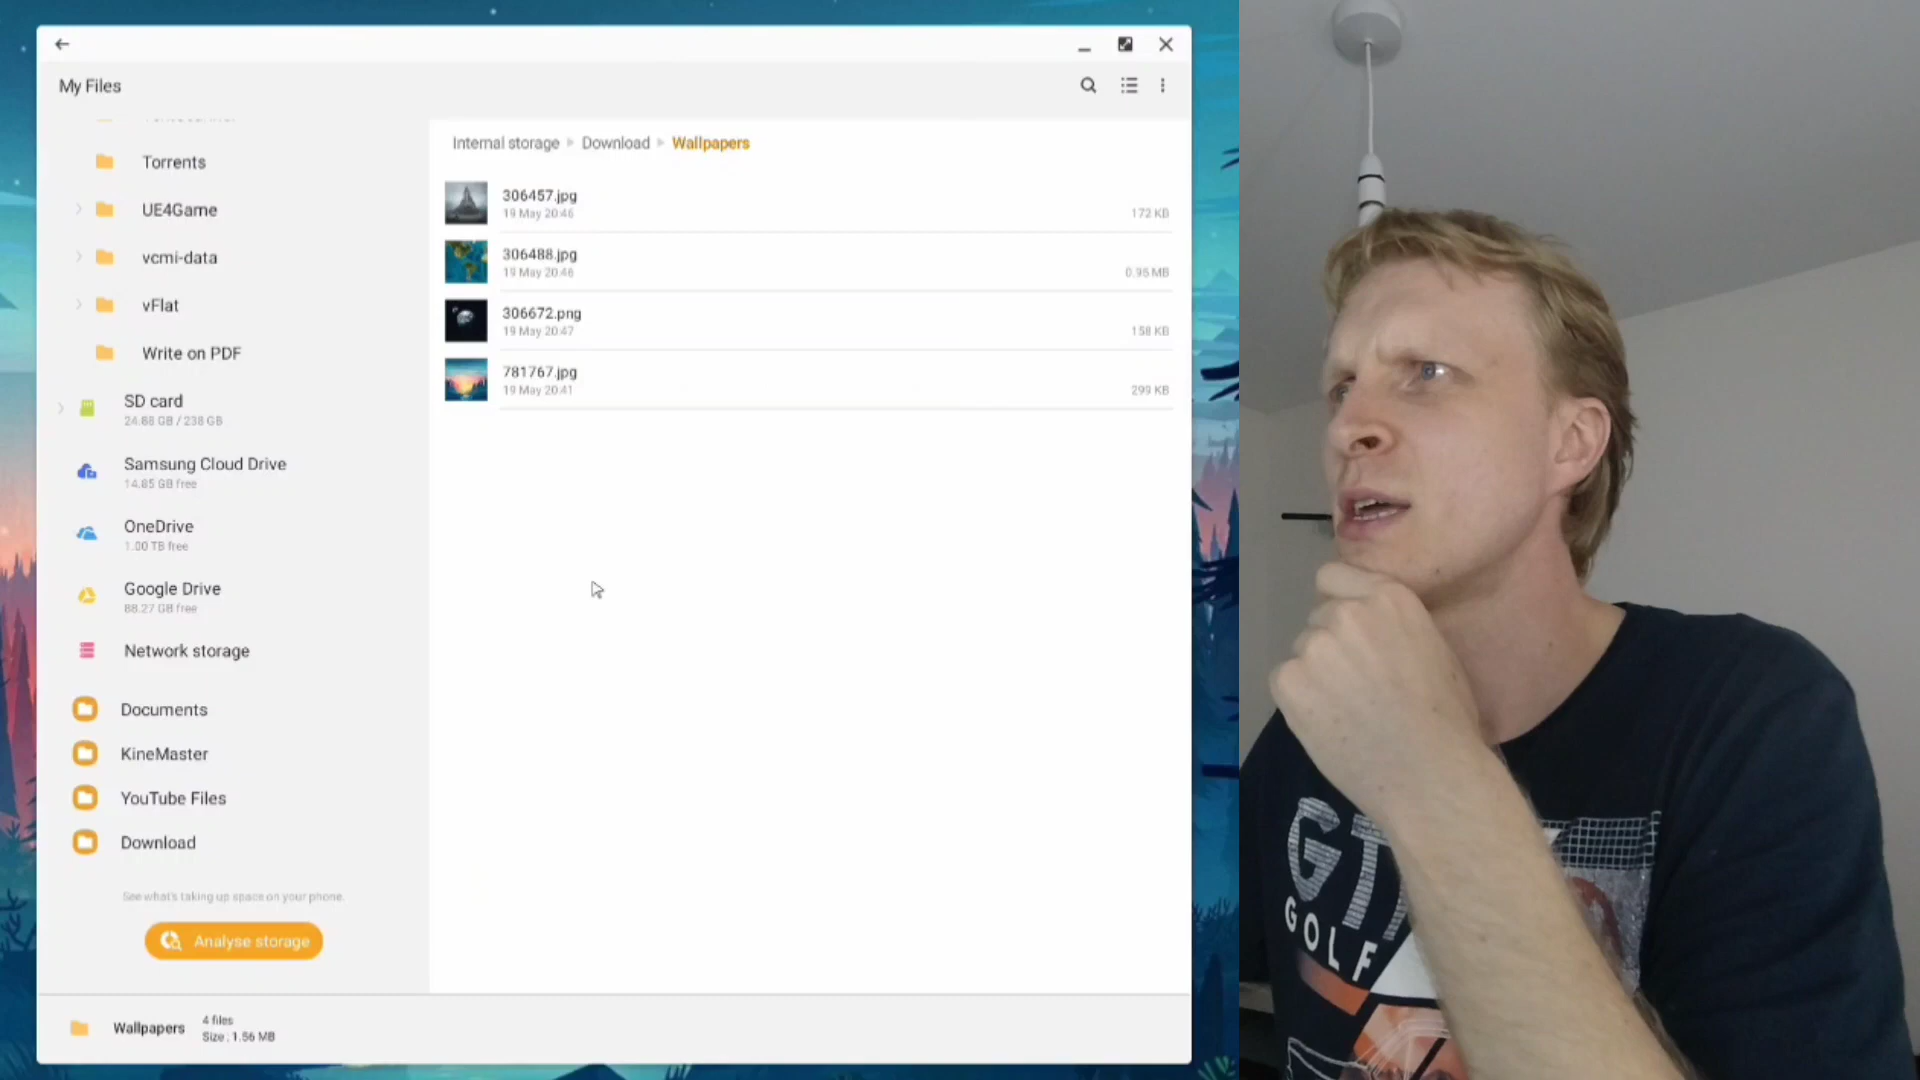 My Files
Torrents
UE4Game
vcmi-data
vFlat
Write on PDF
SD card
24.88 GB / 238 GB
Samsung Cloud Drive
14.85 GB free
OneDrive
1.00 TB free
Google Drive
88.27 GB free
Network storage
Documents
KineMaster
YouTube Files
Download
See what's taking up space on your phone.
Analyse storage
Internal storage Download Wallpapers
306457.jpg
19 May 20:46
172 KB
306488.jpg
19 May 20:46
0.95 MB
306672.png
19 May 20:47
158 KB
781767.jpg
19 May 20:41
299 KB
Wallpapers
4 files
Size : 1.56 MB
GOLF